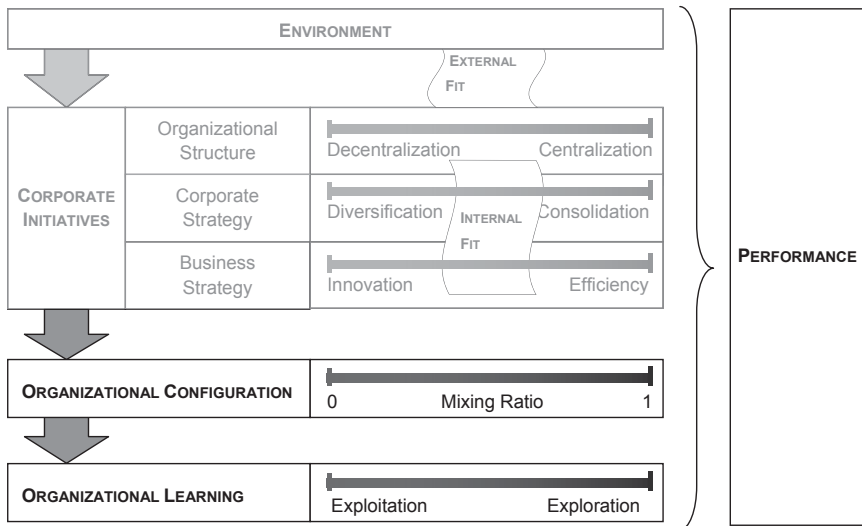 ENVIRONMENT
EXTERNAL
FIT
CORPORATE
INITIATIVES
Organizational
Structure
Decentralization Centralization
Corporate
Strategy
Diversification Consolidation
INTERNAL
FIT
Business
Strategy
Innovation Efficiency
PERFORMANCE
ORGANIZATIONAL CONFIGURATION
0 Mixing Ratio 1
ORGANIZATIONAL LEARNING
Exploitation Exploration